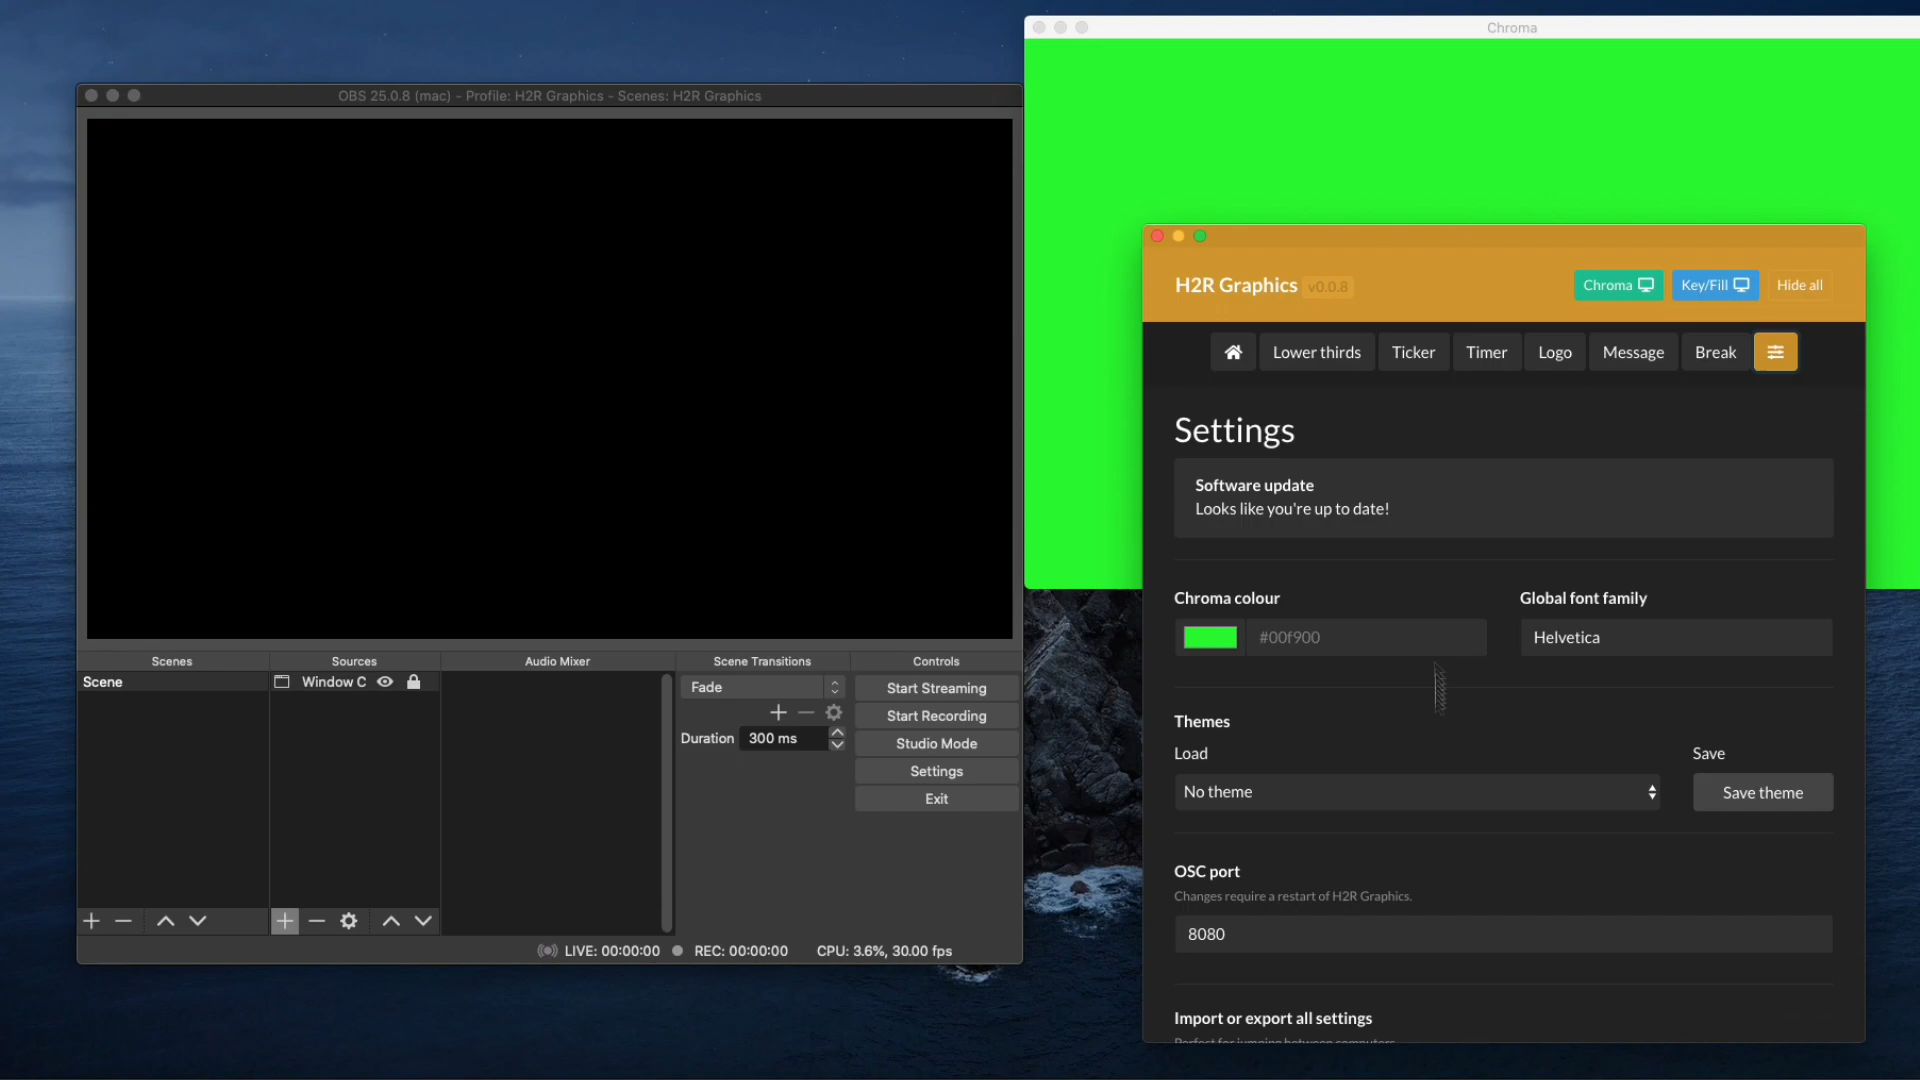 Chroma
OBS 25.0.8 (mac) - Profile: H2R Graphics - Scenes: H2R Graphics
H2R Graphics v0.0.8
Chroma
Key/Fill
Hide all
Lower thirds
Ticker
Timer
Logo
Message
Break
Settings
Software update
Looks like you're up to date!
Chroma colour
Global font family
#00f900
Helvetica
Themes
Load
Save
No theme
Save theme
OSC port
Changes require a restart of H2R Graphics.
8080
Import or export all settings
Perfect for jumping between computers
Scenes
Sources
Audio Mixer
Scene Transitions
Controls
Scene
Window C
Fade
Duration 300 ms
Start Streaming
Start Recording
Studio Mode
Settings
Exit
LIVE: 00:00:00
REC: 00:00:00
CPU: 3.6%, 30.00 fps